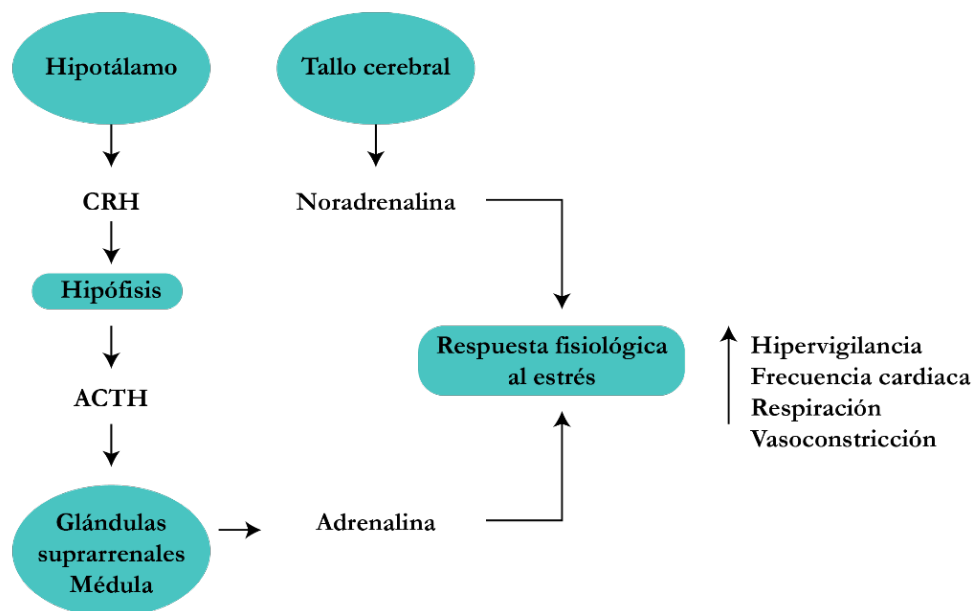 Hipotálamo
Tallo cerebral
CRH
Noradrenalina
Hipófisis
Respuesta fisiológica
al estrés
Hipervigilancia
Frecuencia cardiaca
Respiración
Vasoconstricción
ACTH
Glándulas
suprarrenales
Médula
Adrenalina